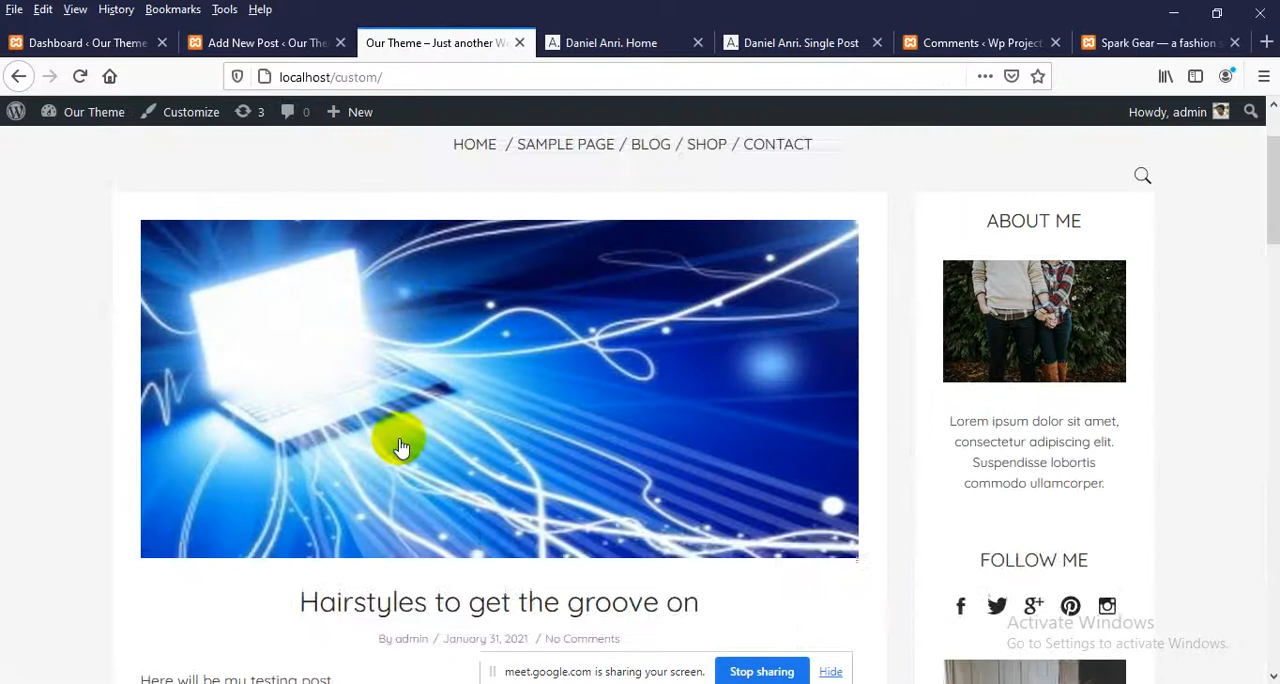 File Edit View History Bookmarks Tools Help
Dashboard ‹ Our Theme
Add New Post ‹ Our The
Our Theme – Just another W
Daniel Anri. Home
Daniel Anri. Single Post
Comments ‹ Wp Project
Spark Gear — a fashion s
localhost/custom/
Our Theme Customize 3 0 + New
Howdy, admin
HOME / SAMPLE PAGE / BLOG / SHOP / CONTACT
ABOUT ME
Lorem ipsum dolor sit amet,
consectetur adipiscing elit.
Suspendisse lobortis
commodo ullamcorper.
FOLLOW ME
Hairstyles to get the groove on
By admin / January 31, 2021 / No Comments
Here will be my testing post
Activate Windows
Go to Settings to activate Windows.
meet.google.com is sharing your screen. Stop sharing Hide